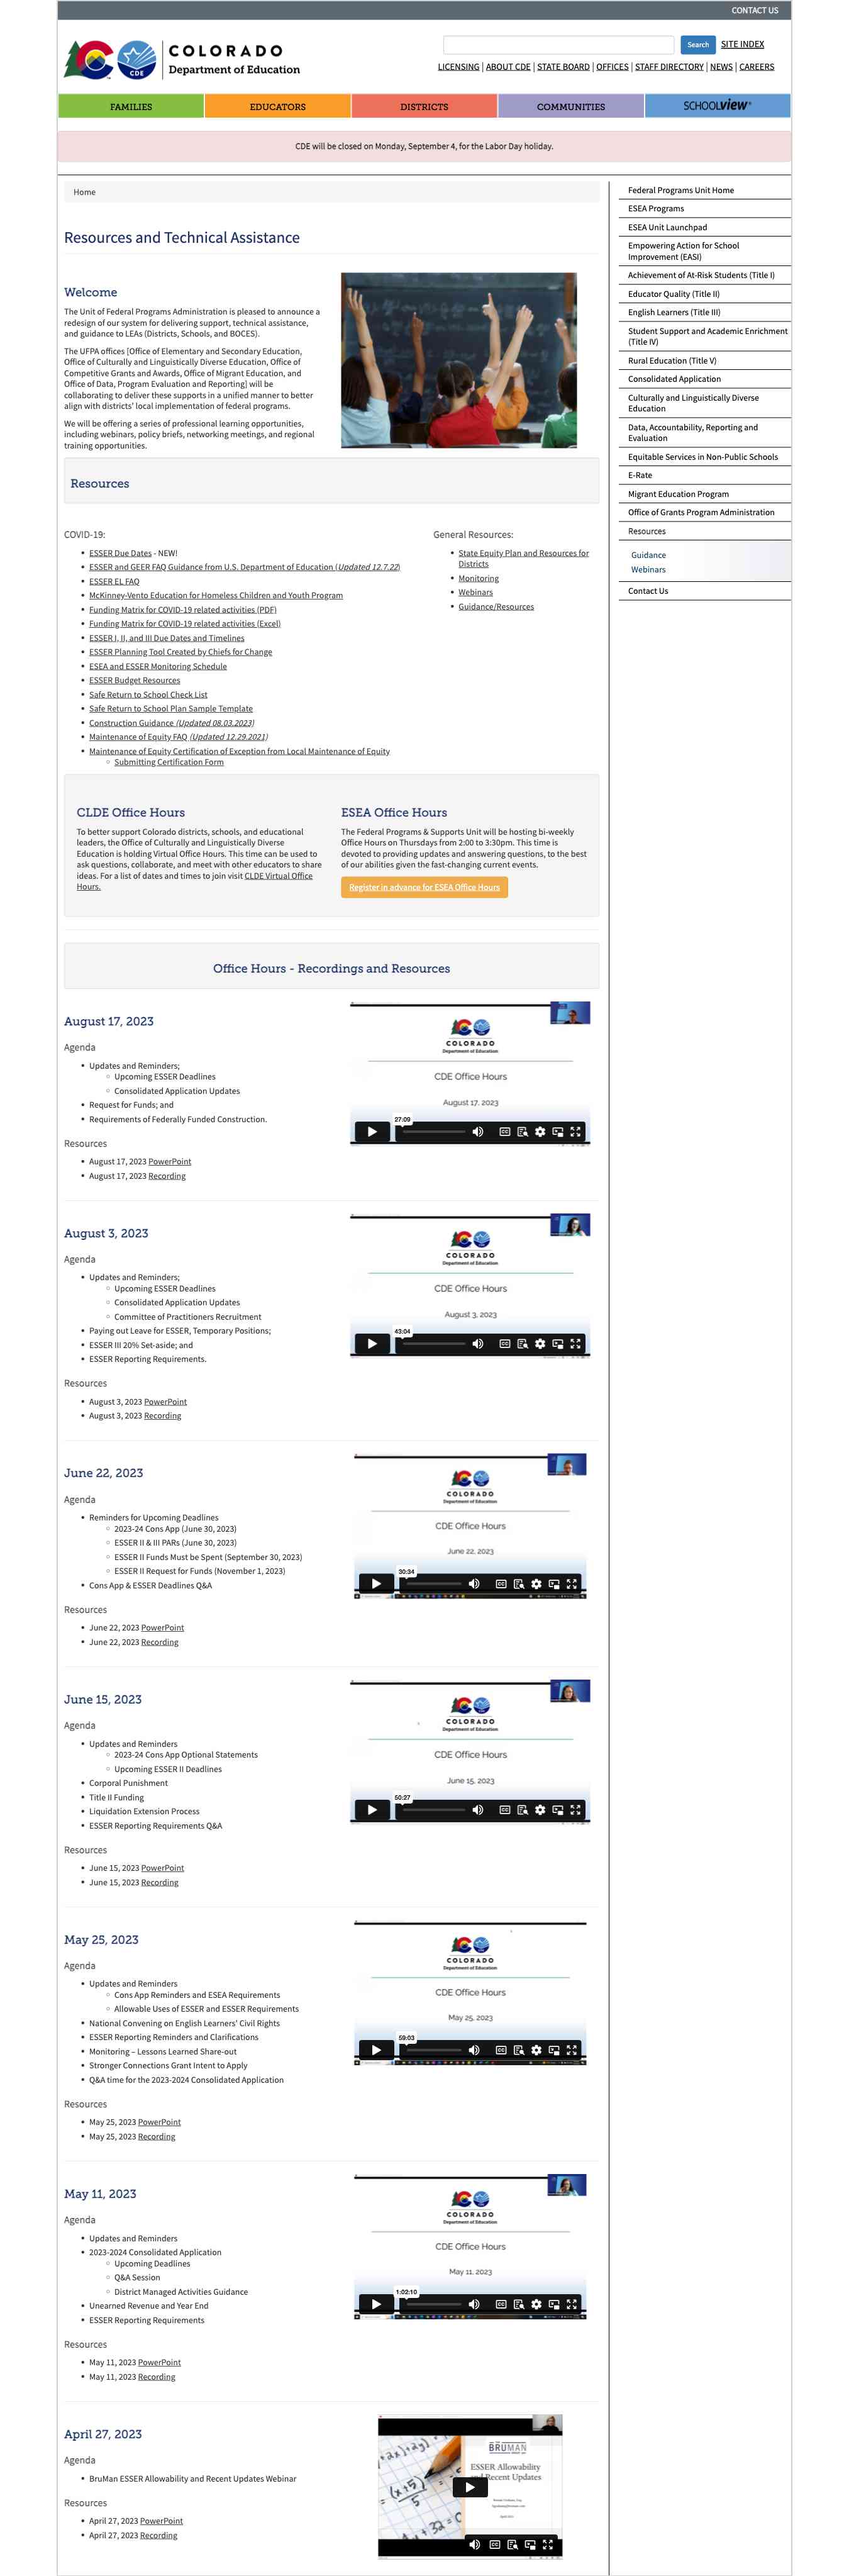 CONTACT US
COLORADO
Department of Education
CDE
Search
SITE INDEX
LICENSING | ABOUT CDE | STATE BOARD | OFFICES | STAFF DIRECTORY | NEWS | CAREERS
FAMILIES
EDUCATORS
DISTRICTS
COMMUNITIES
SCHOOLVIEW®
CDE will be closed on Monday, September 4, for the Labor Day holiday.
Home
Resources and Technical Assistance
Welcome
The Unit of Federal Programs Administration is pleased to announce a
redesign of our system for delivering support, technical assistance,
and guidance to LEAs (Districts, Schools, and BOCES).
The UFPA offices [Office of Elementary and Secondary Education,
Office of Culturally and Linguistically Diverse Education, Office of
Competitive Grants and Awards, Office of Migrant Education, and
Office of Data, Program Evaluation and Reporting] will be
collaborating to deliver these supports in a unified manner to better
align with districts' local implementation of federal programs.
We will be offering a series of professional learning opportunities,
including webinars, policy briefs, networking meetings, and regional
training opportunities.
Resources
COVID-19:
• ESSER Due Dates - NEW!
• ESSER and GEER FAQ Guidance from U.S. Department of Education (Updated 12.7.22)
• ESSER EL FAQ
• McKinney-Vento Education for Homeless Children and Youth Program
• Funding Matrix for COVID-19 related activities (PDF)
• Funding Matrix for COVID-19 related activities (Excel)
• ESSER I, II, and III Due Dates and Timelines
• ESSER Planning Tool Created by Chiefs for Change
• ESEA and ESSER Monitoring Schedule
• ESSER Budget Resources
• Safe Return to School Check List
• Safe Return to School Plan Sample Template
• Construction Guidance (Updated 08.03.2023)
• Maintenance of Equity FAQ (Updated 12.29.2021)
• Maintenance of Equity Certification of Exception from Local Maintenance of Equity
○ Submitting Certification Form
General Resources:
• State Equity Plan and Resources for
Districts
• Monitoring
• Webinars
• Guidance/Resources
CLDE Office Hours
To better support Colorado districts, schools, and educational
leaders, the Office of Culturally and Linguistically Diverse
Education is holding Virtual Office Hours. This time can be used to
ask questions, collaborate, and meet with other educators to share
ideas. For a list of dates and times to join visit CLDE Virtual Office
Hours.
ESEA Office Hours
The Federal Programs & Supports Unit will be hosting bi-weekly
Office Hours on Thursdays from 2:00 to 3:30pm. This time is
devoted to providing updates and answering questions, to the best
of our abilities given the fast-changing current events.
Register in advance for ESEA Office Hours
Office Hours - Recordings and Resources
August 17, 2023
Agenda
• Updates and Reminders;
○ Upcoming ESSER Deadlines
○ Consolidated Application Updates
• Request for Funds; and
• Requirements of Federally Funded Construction.
Resources
• August 17, 2023 PowerPoint
• August 17, 2023 Recording
COLORADO
Department of Education
CDE Office Hours
August 17, 2023
27:09
August 3, 2023
Agenda
• Updates and Reminders;
○ Upcoming ESSER Deadlines
○ Consolidated Application Updates
○ Committee of Practitioners Recruitment
• Paying out Leave for ESSER, Temporary Positions;
• ESSER III 20% Set-aside; and
• ESSER Reporting Requirements.
Resources
• August 3, 2023 PowerPoint
• August 3, 2023 Recording
COLORADO
Department of Education
CDE Office Hours
August 3, 2023
43:04
June 22, 2023
Agenda
• Reminders for Upcoming Deadlines
○ 2023-24 Cons App (June 30, 2023)
○ ESSER II & III PARs (June 30, 2023)
○ ESSER II Funds Must be Spent (September 30, 2023)
○ ESSER II Request for Funds (November 1, 2023)
• Cons App & ESSER Deadlines Q&A
Resources
• June 22, 2023 PowerPoint
• June 22, 2023 Recording
COLORADO
Department of Education
CDE Office Hours
June 22, 2023
30:34
June 15, 2023
Agenda
• Updates and Reminders
○ 2023-24 Cons App Optional Statements
○ Upcoming ESSER II Deadlines
• Corporal Punishment
• Title II Funding
• Liquidation Extension Process
• ESSER Reporting Requirements Q&A
Resources
• June 15, 2023 PowerPoint
• June 15, 2023 Recording
COLORADO
Department of Education
CDE Office Hours
June 15, 2023
50:27
May 25, 2023
Agenda
• Updates and Reminders
○ Cons App Reminders and ESEA Requirements
○ Allowable Uses of ESSER and ESSER Requirements
• National Convening on English Learners' Civil Rights
• ESSER Reporting Reminders and Clarifications
• Monitoring – Lessons Learned Share-out
• Stronger Connections Grant Intent to Apply
• Q&A time for the 2023-2024 Consolidated Application
Resources
• May 25, 2023 PowerPoint
• May 25, 2023 Recording
COLORADO
Department of Education
CDE Office Hours
May 25, 2023
59:03
May 11, 2023
Agenda
• Updates and Reminders
• 2023-2024 Consolidated Application
○ Upcoming Deadlines
○ Q&A Session
○ District Managed Activities Guidance
• Unearned Revenue and Year End
• ESSER Reporting Requirements
Resources
• May 11, 2023 PowerPoint
• May 11, 2023 Recording
COLORADO
Department of Education
CDE Office Hours
May 11, 2023
1:02:10
April 27, 2023
Agenda
• BruMan ESSER Allowability and Recent Updates Webinar
Resources
• April 27, 2023 PowerPoint
• April 27, 2023 Recording
BRUMAN
ESSER Allowability
and Recent Updates
Federal Programs Unit Home
ESEA Programs
ESEA Unit Launchpad
Empowering Action for School
Improvement (EASI)
Achievement of At-Risk Students (Title I)
Educator Quality (Title II)
English Learners (Title III)
Student Support and Academic Enrichment
(Title IV)
Rural Education (Title V)
Consolidated Application
Culturally and Linguistically Diverse
Education
Data, Accountability, Reporting and
Evaluation
Equitable Services in Non-Public Schools
E-Rate
Migrant Education Program
Office of Grants Program Administration
Resources
Guidance
Webinars
Contact Us